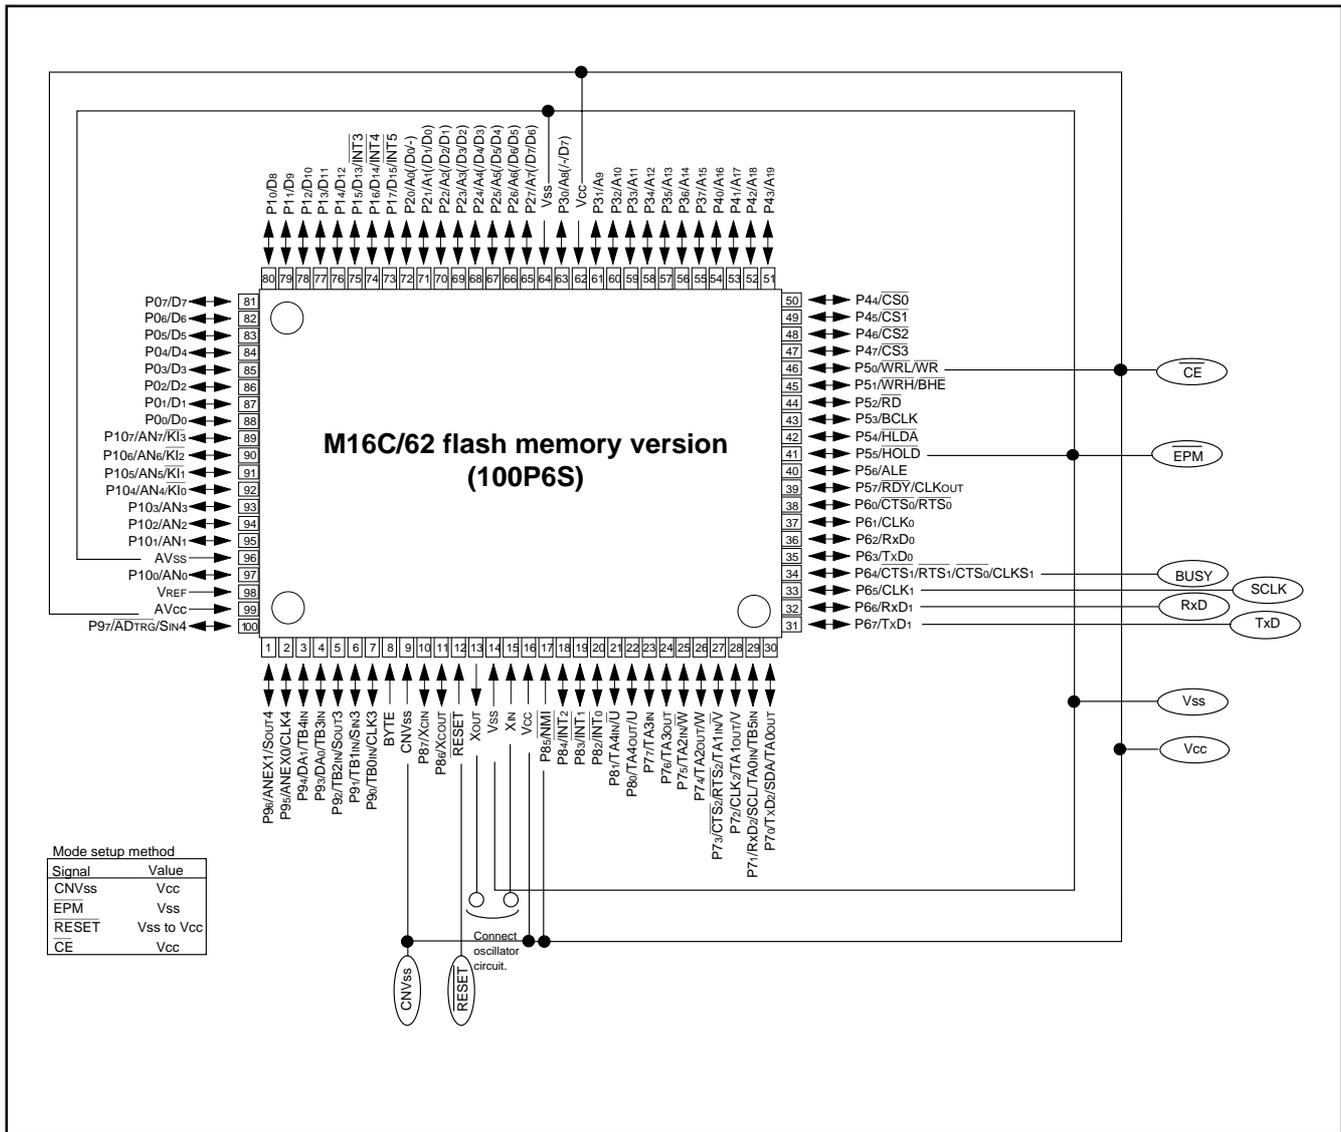 P10/D8
P11/D9
P12/D10
P13/D11
P14/D12
P15/D13/INT3
P16/D14/INT4
P17/D15/INT5
P20/A0(/D0/-)
P21/A1(/D1/D0)
P22/A2(/D2/D1)
P23/A3(/D3/D2)
P24/A4(/D4/D3)
P25/A5(/D5/D4)
P26/A6(/D6/D5)
P27/A7(/D7/D6)
Vss
P30/A8(/-/D7)
Vcc
P31/A9
P32/A10
P33/A11
P34/A12
P35/A13
P36/A14
P37/A15
P40/A16
P41/A17
P42/A18
P43/A19
80 79 78 77 76 75 74 73 72 71 70 69 68 67 66 65 64 63 62 61 60 59 58 57 56 55 54 53 52 51
P07/D7 81
P06/D6 82
P05/D5 83
P04/D4 84
P03/D3 85
P02/D2 86
P01/D1 87
P00/D0 88
P107/AN7/KI3 89
P106/AN6/KI2 90
P105/AN5/KI1 91
P104/AN4/KI0 92
P103/AN3 93
P102/AN2 94
P101/AN1 95
AVss 96
P100/AN0 97
VREF 98
AVcc 99
P97/ADTRG/SIN4 100
M16C/62 flash memory version
(100P6S)
50 P44/CS0
49 P45/CS1
48 P46/CS2
47 P47/CS3
46 P50/WRL/WR
45 P51/WRH/BHE
44 P52/RD
43 P53/BCLK
42 P54/HLDA
41 P55/HOLD
40 P56/ALE
39 P57/RDY/CLKOUT
38 P60/CTS0/RTS0
37 P61/CLK0
36 P62/RxD0
35 P63/TxD0
34 P64/CTS1/RTS1/CTS0/CLKS1
33 P65/CLK1
32 P66/RxD1
31 P67/TxD1
CE
EPM
BUSY
SCLK
RxD
TxD
Vss
Vcc
1 2 3 4 5 6 7 8 9 10 11 12 13 14 15 16 17 18 19 20 21 22 23 24 25 26 27 28 29 30
P96/ANEX1/SOUT4
P95/ANEX0/CLK4
P94/DA1/TB4IN
P93/DA0/TB3IN
P92/TB2IN/SOUT3
P91/TB1IN/SIN3
P90/TB0IN/CLK3
BYTE
CNVss
P87/XCIN
P86/XCOUT
RESET
XOUT
Vss
XIN
Vcc
P85/NMI
P84/INT2
P83/INT1
P82/INT0
P81/TA4IN/U
P80/TA4OUT/U
P77/TA3IN
P76/TA3OUT
P75/TA2IN/W
P74/TA2OUT/W
P73/CTS2/RTS2/TA1IN/V
P72/CLK2/TA1OUT/V
P71/RxD2/SCL/TA0IN/TB5IN
P70/TxD2/SDA/TA0OUT
Connect
oscillator
circuit.
CNVss
RESET
Mode setup method
Signal Value
CNVss Vcc
EPM Vss
RESET Vss to Vcc
CE Vcc